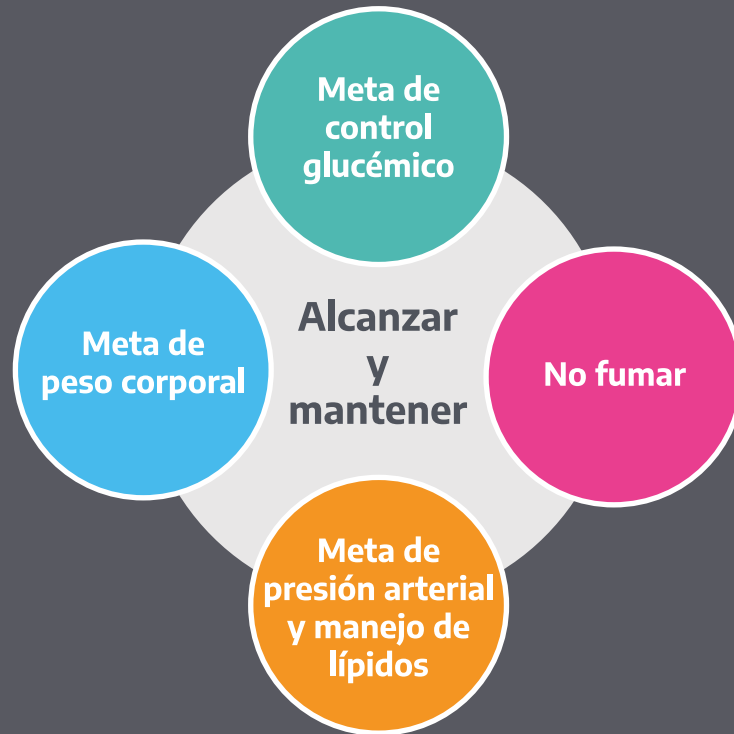 Meta de
control
glucémico
Alcanzar
y
mantener
Meta de
peso corporal
No fumar
Meta de
presión arterial
y manejo de
lípidos